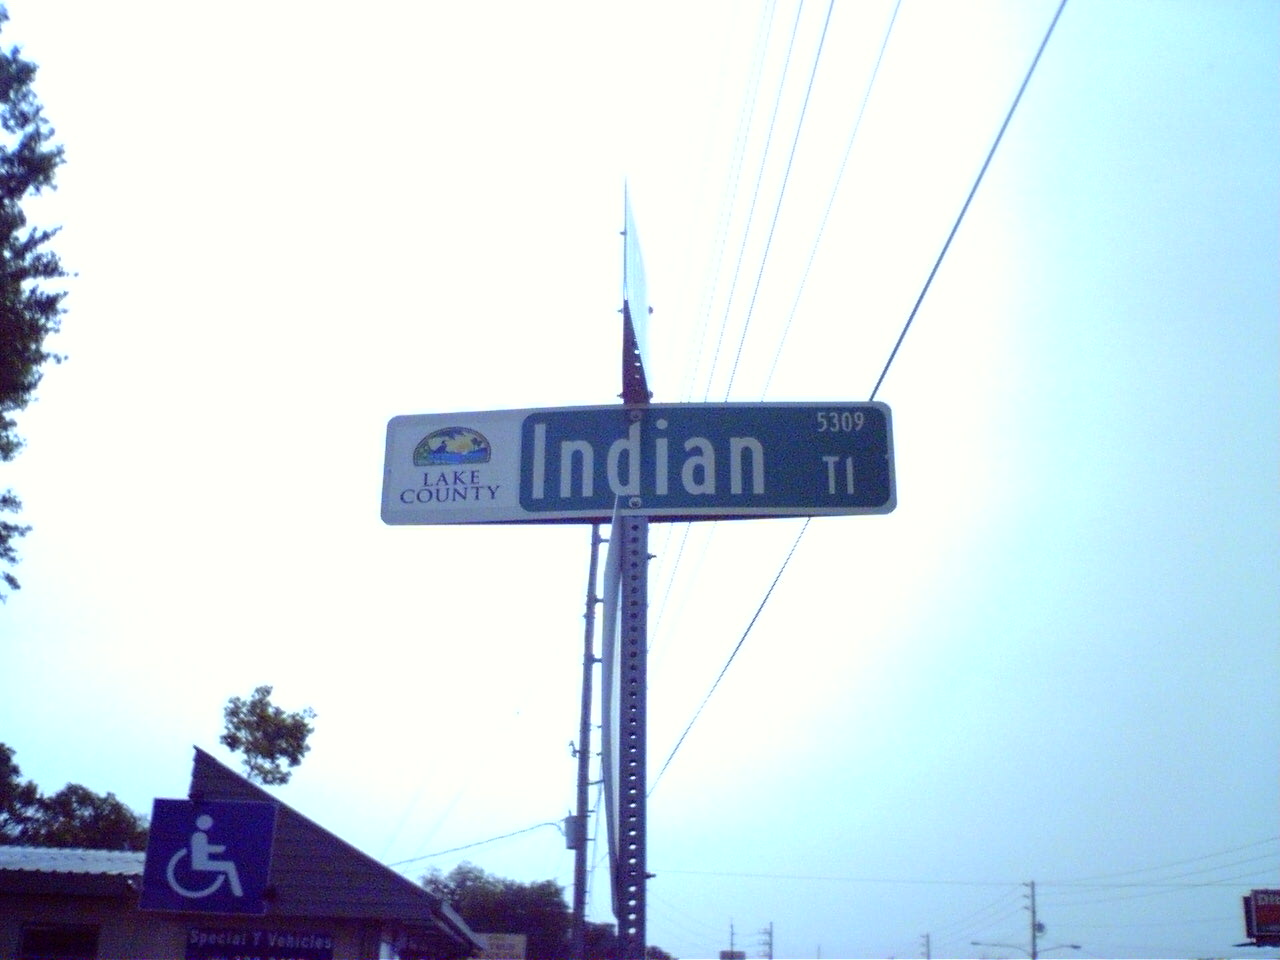 LAKE
COUNTY
Indian Tl
5309
Special T Vehicles